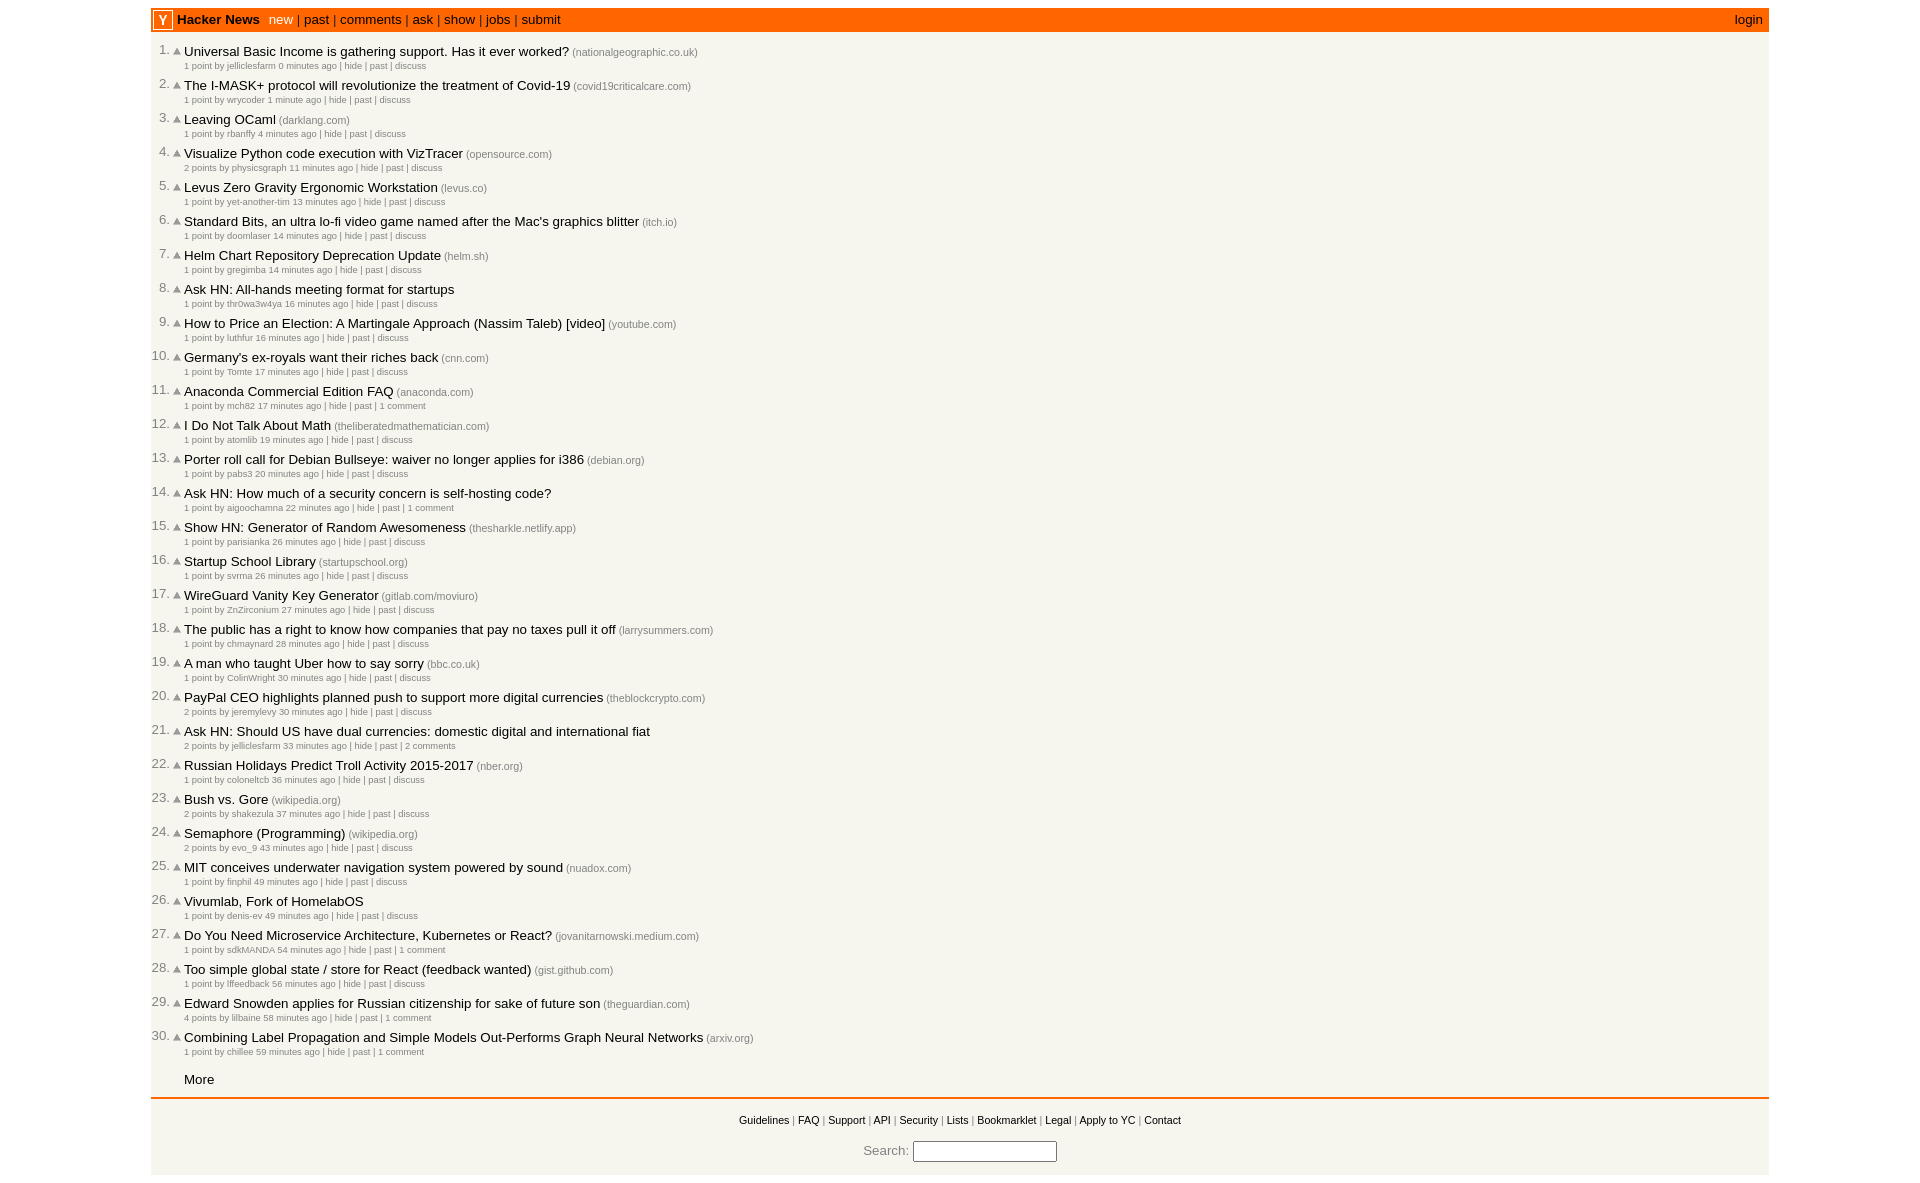 Y Hacker News new | past | comments | ask | show | jobs | submit login
1. Universal Basic Income is gathering support. Has it ever worked? (nationalgeographic.co.uk)
1 point by jelliclesfarm 0 minutes ago | hide | past | discuss
2. The I-MASK+ protocol will revolutionize the treatment of Covid-19 (covid19criticalcare.com)
1 point by wrycoder 1 minute ago | hide | past | discuss
3. Leaving OCaml (darklang.com)
1 point by rbanffy 4 minutes ago | hide | past | discuss
4. Visualize Python code execution with VizTracer (opensource.com)
2 points by physicsgraph 11 minutes ago | hide | past | discuss
5. Levus Zero Gravity Ergonomic Workstation (levus.co)
1 point by yet-another-tim 13 minutes ago | hide | past | discuss
6. Standard Bits, an ultra lo-fi video game named after the Mac's graphics blitter (itch.io)
1 point by doomlaser 14 minutes ago | hide | past | discuss
7. Helm Chart Repository Deprecation Update (helm.sh)
1 point by gregimba 14 minutes ago | hide | past | discuss
8. Ask HN: All-hands meeting format for startups
1 point by thr0wa3w4ya 16 minutes ago | hide | past | discuss
9. How to Price an Election: A Martingale Approach (Nassim Taleb) [video] (youtube.com)
1 point by luthfur 16 minutes ago | hide | past | discuss
10. Germany's ex-royals want their riches back (cnn.com)
1 point by Tomte 17 minutes ago | hide | past | discuss
11. Anaconda Commercial Edition FAQ (anaconda.com)
1 point by mch82 17 minutes ago | hide | past | 1 comment
12. I Do Not Talk About Math (theliberatedmathematician.com)
1 point by atomlib 19 minutes ago | hide | past | discuss
13. Porter roll call for Debian Bullseye: waiver no longer applies for i386 (debian.org)
1 point by pabs3 20 minutes ago | hide | past | discuss
14. Ask HN: How much of a security concern is self-hosting code?
1 point by aigoochamna 22 minutes ago | hide | past | 1 comment
15. Show HN: Generator of Random Awesomeness (thesharkle.netlify.app)
1 point by parisianka 26 minutes ago | hide | past | discuss
16. Startup School Library (startupschool.org)
1 point by svrma 26 minutes ago | hide | past | discuss
17. WireGuard Vanity Key Generator (gitlab.com/moviuro)
1 point by ZnZirconium 27 minutes ago | hide | past | discuss
18. The public has a right to know how companies that pay no taxes pull it off (larrysummers.com)
1 point by chmaynard 28 minutes ago | hide | past | discuss
19. A man who taught Uber how to say sorry (bbc.co.uk)
1 point by ColinWright 30 minutes ago | hide | past | discuss
20. PayPal CEO highlights planned push to support more digital currencies (theblockcrypto.com)
2 points by jeremylevy 30 minutes ago | hide | past | discuss
21. Ask HN: Should US have dual currencies: domestic digital and international fiat
2 points by jelliclesfarm 33 minutes ago | hide | past | 2 comments
22. Russian Holidays Predict Troll Activity 2015-2017 (nber.org)
1 point by coloneltcb 36 minutes ago | hide | past | discuss
23. Bush vs. Gore (wikipedia.org)
2 points by shakezula 37 minutes ago | hide | past | discuss
24. Semaphore (Programming) (wikipedia.org)
2 points by evo_9 43 minutes ago | hide | past | discuss
25. MIT conceives underwater navigation system powered by sound (nuadox.com)
1 point by finphil 49 minutes ago | hide | past | discuss
26. Vivumlab, Fork of HomelabOS
1 point by denis-ev 49 minutes ago | hide | past | discuss
27. Do You Need Microservice Architecture, Kubernetes or React? (jovanitarnowski.medium.com)
1 point by sdkMANDA 54 minutes ago | hide | past | 1 comment
28. Too simple global state / store for React (feedback wanted) (gist.github.com)
1 point by lffeedback 56 minutes ago | hide | past | discuss
29. Edward Snowden applies for Russian citizenship for sake of future son (theguardian.com)
4 points by lilbaine 58 minutes ago | hide | past | 1 comment
30. Combining Label Propagation and Simple Models Out-Performs Graph Neural Networks (arxiv.org)
1 point by chillee 59 minutes ago | hide | past | 1 comment
More
Guidelines | FAQ | Support | API | Security | Lists | Bookmarklet | Legal | Apply to YC | Contact
Search: